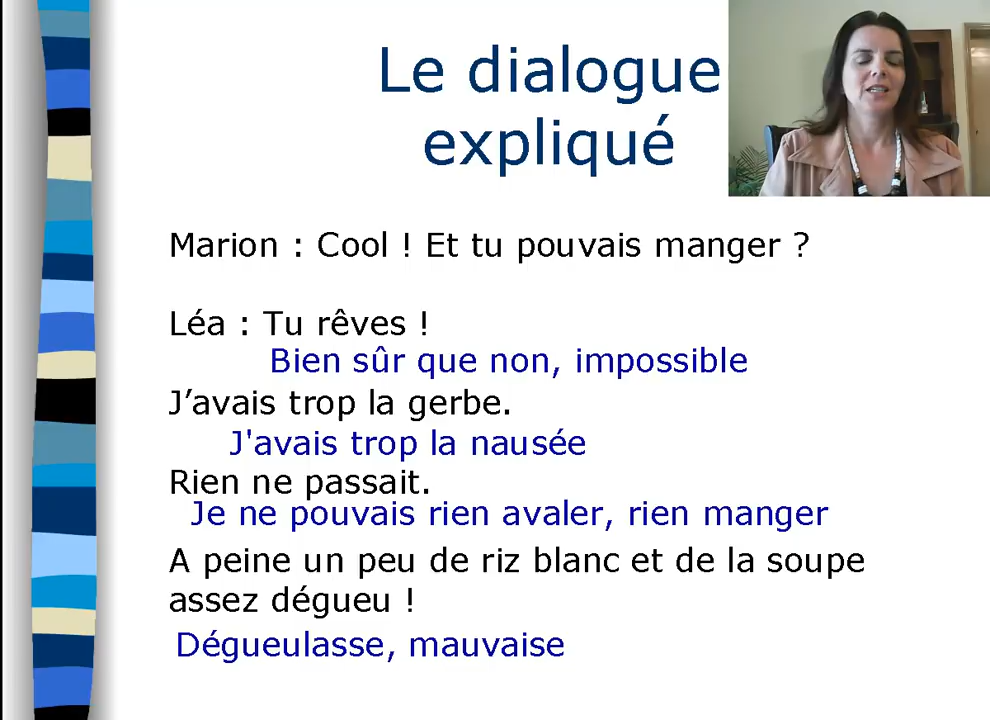 Le dialogue
expliqué
Marion : Cool ! Et tu pouvais manger ?
Léa : Tu rêves !
Bien sûr que non, impossible
J’avais trop la gerbe.
J'avais trop la nausée
Rien ne passait.
Je ne pouvais rien avaler, rien manger
A peine un peu de riz blanc et de la soupe
assez dégueu !
Dégueulasse, mauvaise